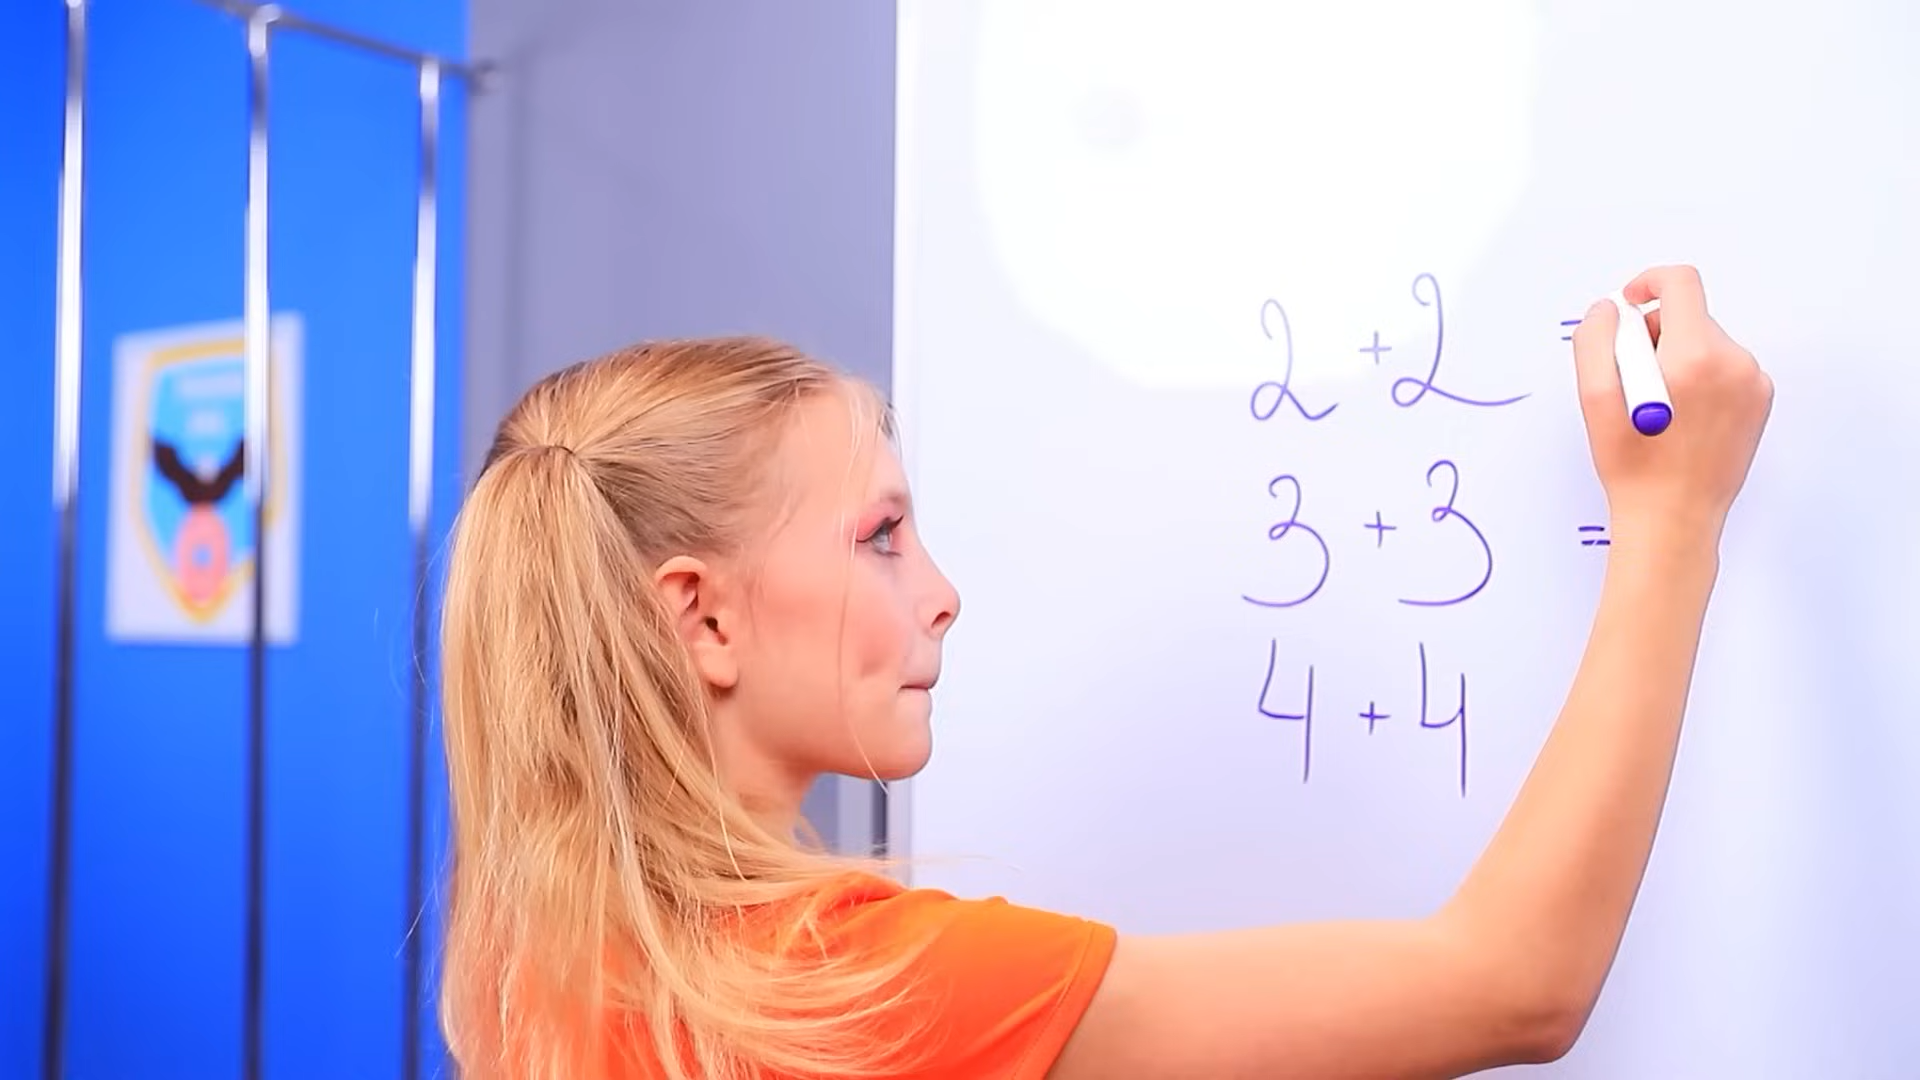 2 + 2 =
3 + 3 =
4 + 4